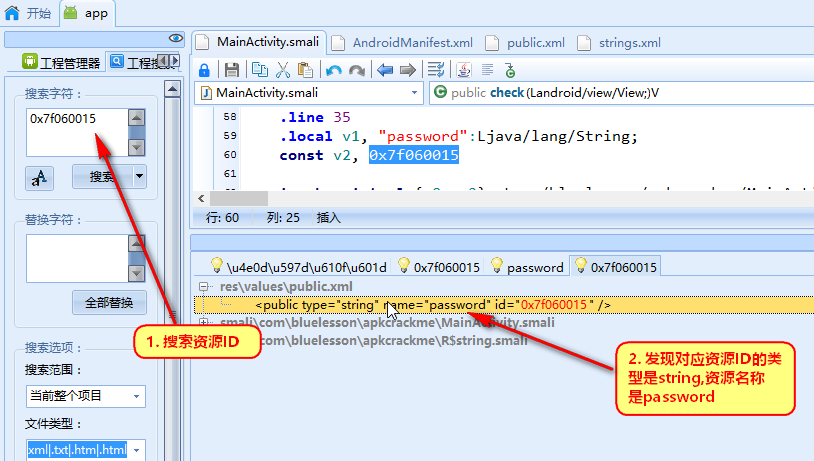 开始 app
MainActivity.smali AndroidManifest.xml public.xml strings.xml
工程管理器
搜索字符：
0x7f060015
搜索
替换字符：
全部替换
搜索选项：
搜索范围：
当前整个项目
文件类型：
xml|.txt|.htm|.html
MainActivity.smali
public check(Landroid/view/View;)V
58
59 .line 35
.local v1, "password":Ljava/lang/String;
60 const v2, 0x7f060015
61
行: 60 列: 25 插入
\u4e0d\u597d\u610f\u601d 0x7f060015 password 0x7f060015
res\values\public.xml
<public type="string" name="password" id="0x7f060015" />
smali\com\bluelesson\apkcrackme\MainActivity.smali
com\bluelesson\apkcrackme\R$string.smali
1. 搜索资源ID
2. 发现对应资源ID的类
型是string,资源名称
是password